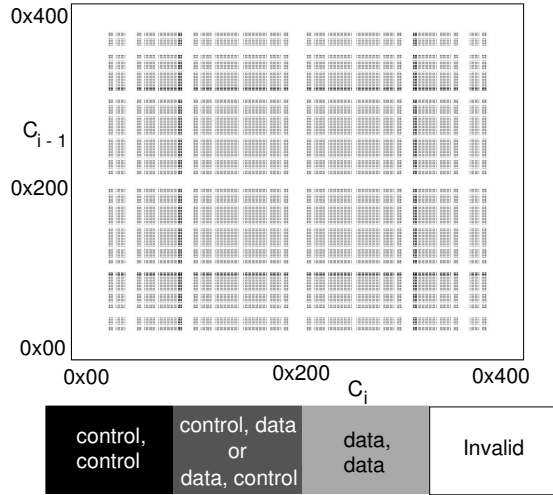 0x400
C i - 1
0x200
0x00
0x00
0x200
0x400
C i
control,
control
control, data
or
data, control
data,
data
Invalid